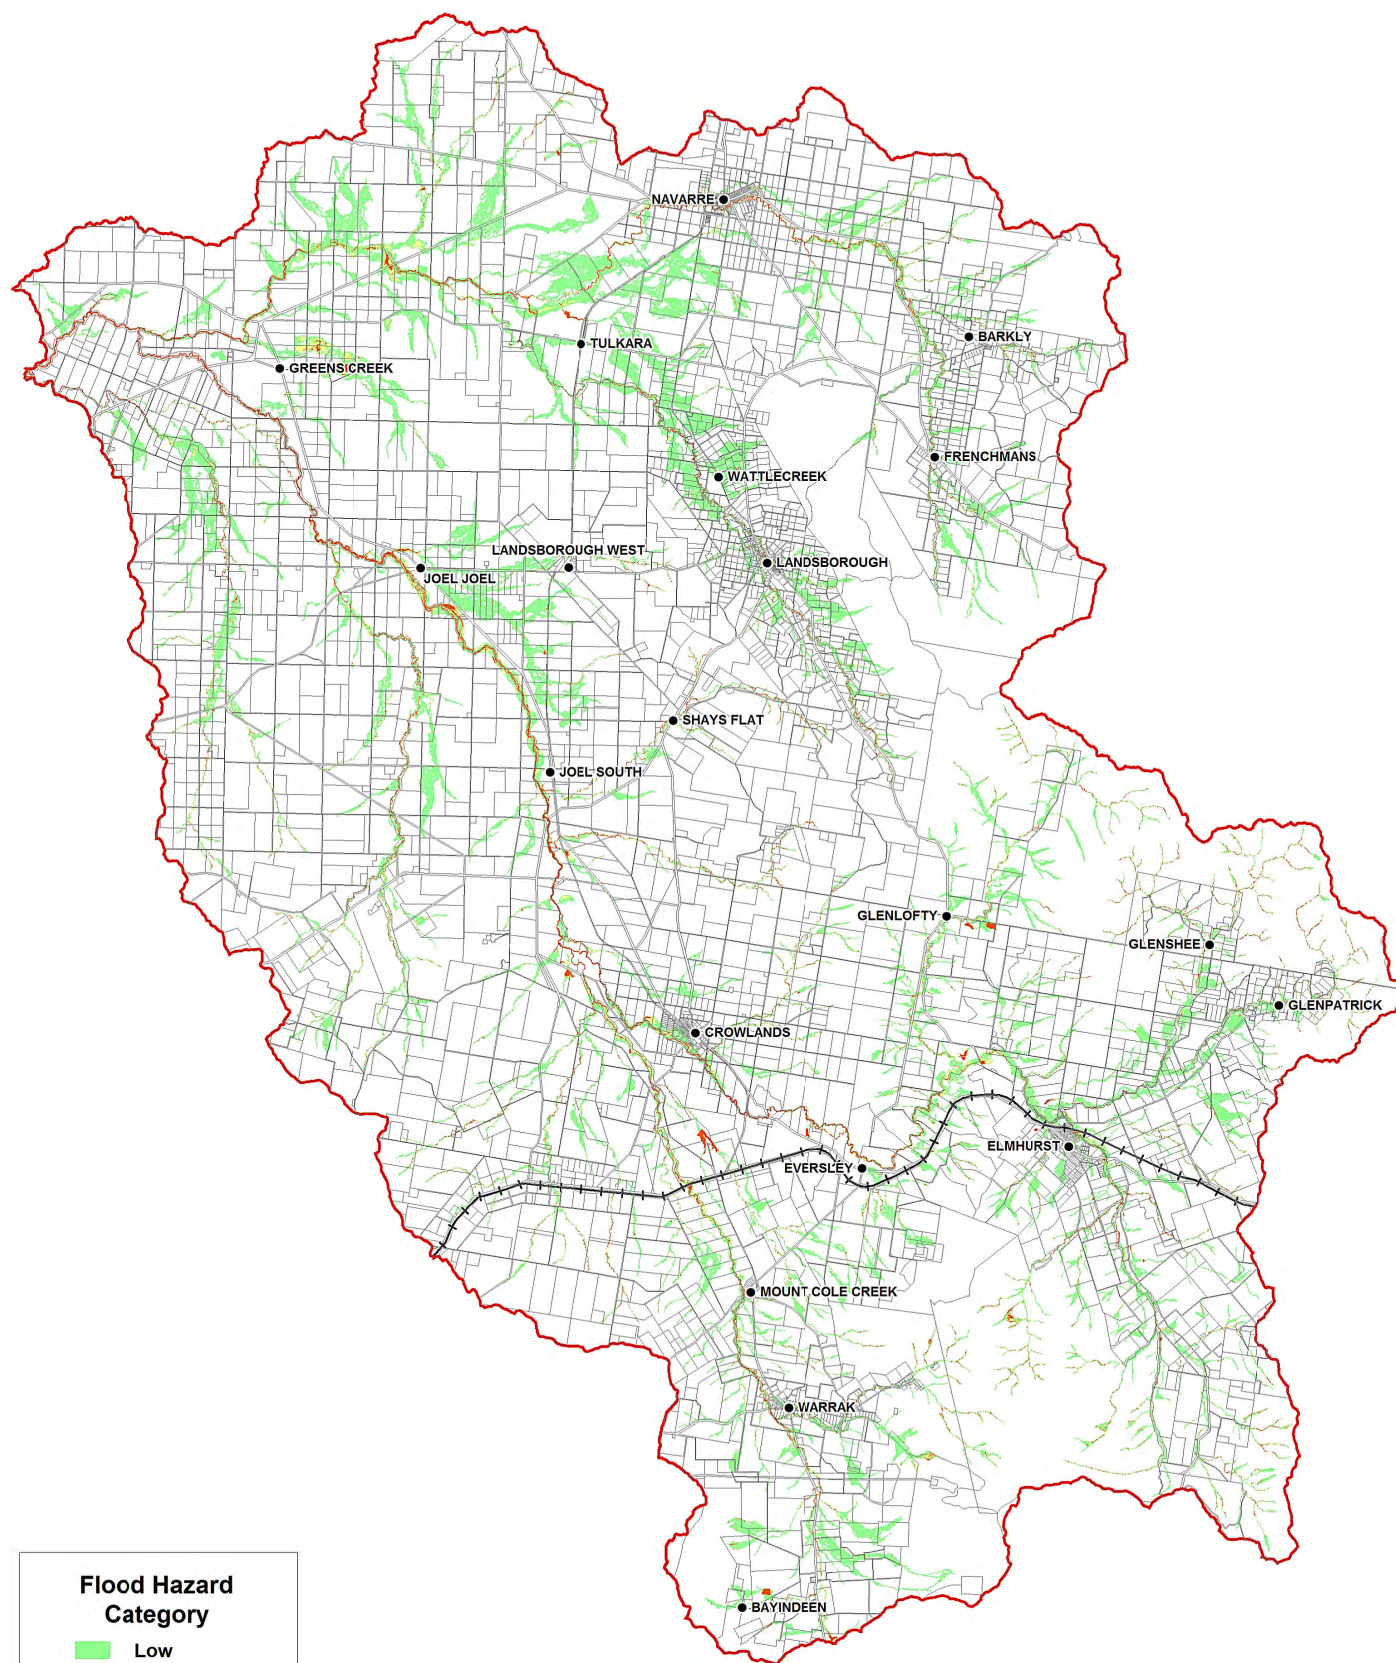 NAVARRE
BARKLY
TULKARA
GREENS CREEK
FRENCHMANS
WATTLECREEK
LANDSBOROUGH WEST
LANDSBOROUGH
JOEL JOEL
SHAYS FLAT
JOEL SOUTH
GLENLOFTY
GLENSHEE
GLENPATRICK
CROWLANDS
ELMHURST
EVERSLEY
MOUNT COLE CREEK
WARRAK
BAYINDEEN
Flood Hazard
Category
Low